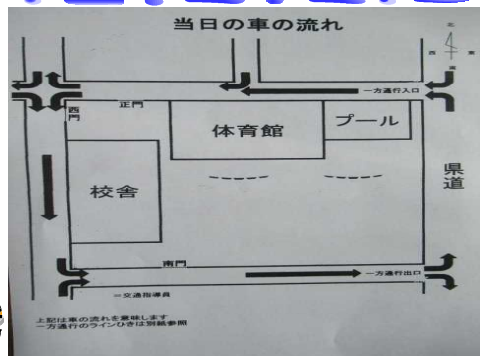 当日の車の流れ
北
西 東
南
一方通行入口
正門
西門
体育館
プール
県道
校舎
南門
一方通行出口
＝交通指導員
上記は車の流れを意味します
一方通行のラインひきは別紙参照